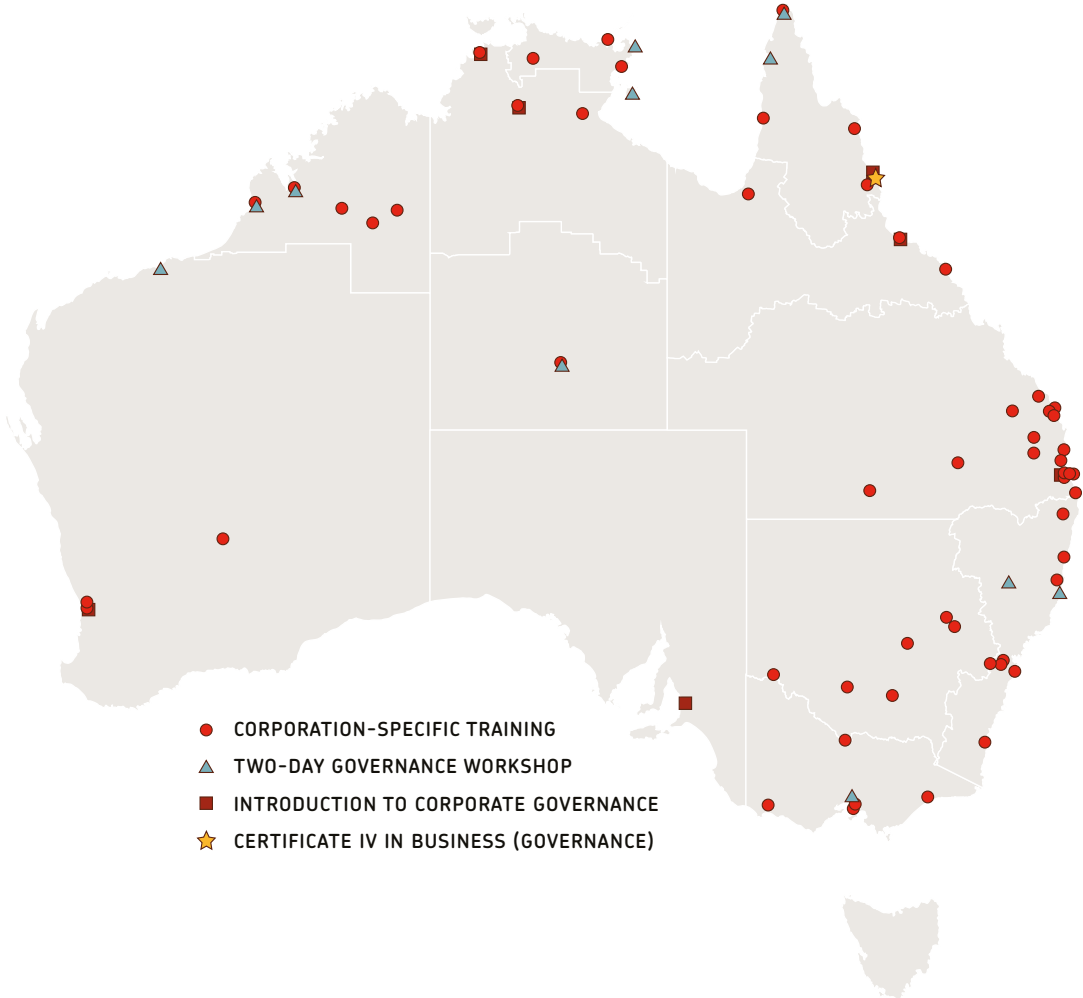 CORPORATION-SPECIFIC TRAINING
TWO-DAY GOVERNANCE WORKSHOP
INTRODUCTION TO CORPORATE GOVERNANCE
CERTIFICATE IV IN BUSINESS (GOVERNANCE)